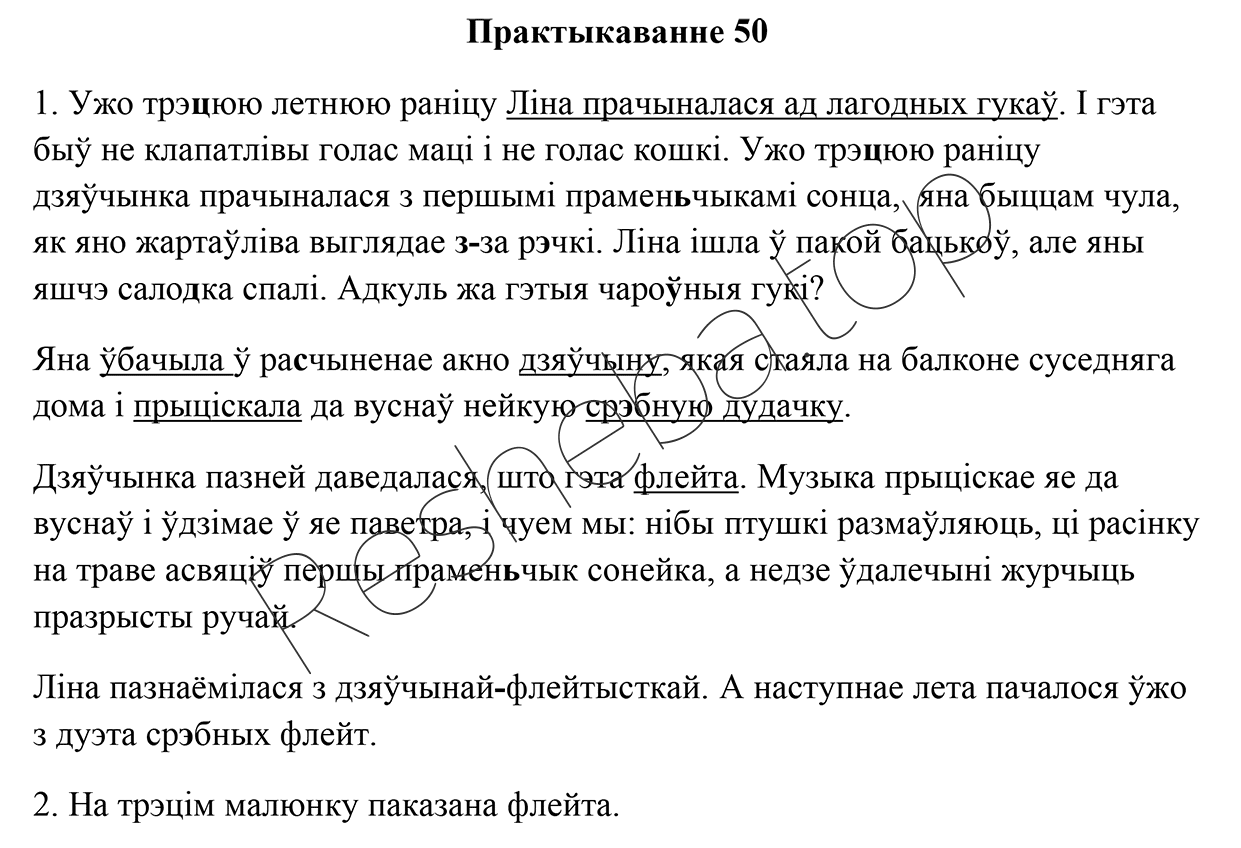 Практыкаванне 50
1. Ужо трэцюю летнюю раніцу Ліна прачыналася ад лагодных гукаў. І гэта
быў не клапатлівы голас маці і не голас кошкі. Ужо трэцюю раніцу
дзяўчынка прачыналася з першымі праменьчыкамі сонца, яна быццам чула,
як яно жартаўліва выглядае з-за рэчкі. Ліна ішла ў пакой бацькоў, але яны
яшчэ салодка спалі. Адкуль жа гэтыя чароўныя гукі?
Яна ўбачыла ў расчыненае акно дзяўчыну, якая стаяла на балконе суседняга
дома і прыціскала да вуснаў нейкую срэбную дудачку.
Дзяўчынка пазней даведалася, што гэта флейта. Музыка прыціскае яе да
вуснаў і ўдзімае ў яе паветра, і чуем мы: нібы птушкі размаўляюць, ці расінку
на траве асвяціў першы праменьчык сонейка, а недзе ўдалечыні журчыць
празрысты ручай.
Ліна пазнаёмілася з дзяўчынай-флейтысткай. А наступнае лета пачалося ўжо
з дуэта срэбных флейт.
2. На трэцім малюнку паказана флейта.
Reshebatop